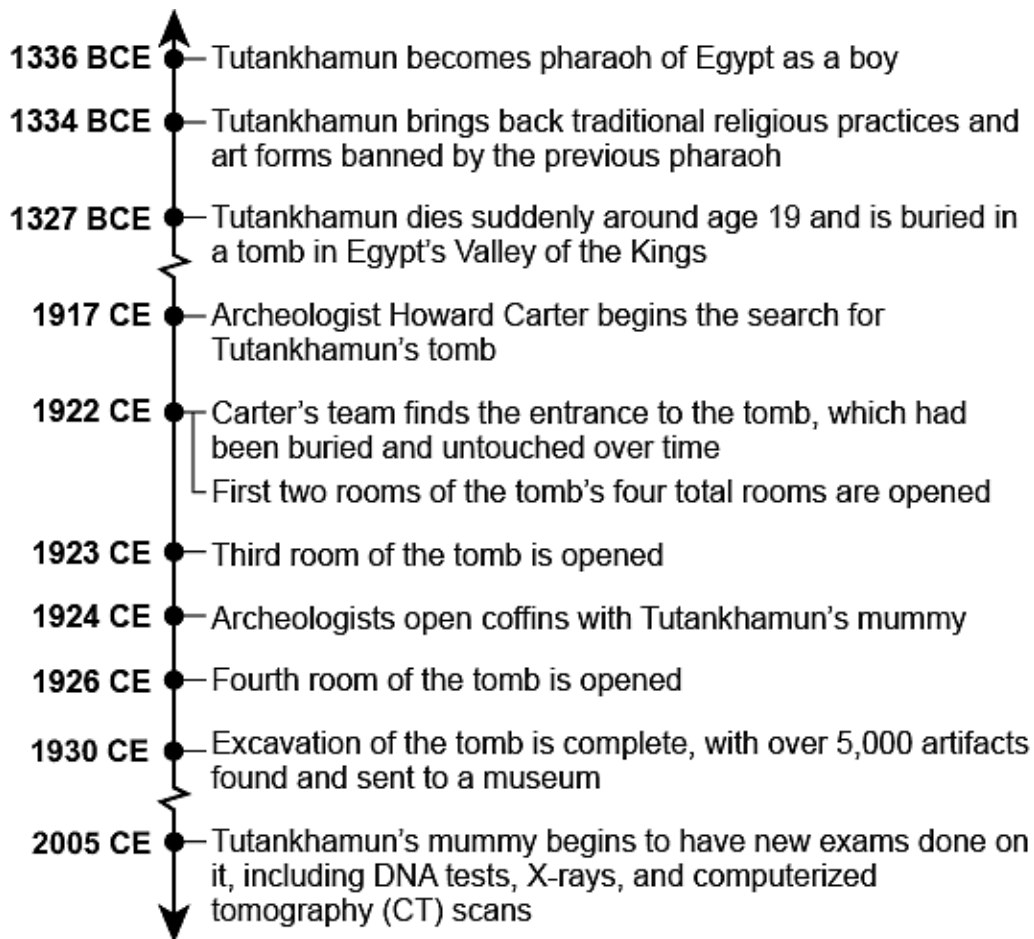 1336 BCE Tutankhamun becomes pharaoh of Egypt as a boy
1334 BCE Tutankhamun brings back traditional religious practices and
art forms banned by the previous pharaoh
1327 BCE Tutankhamun dies suddenly around age 19 and is buried in
a tomb in Egypt's Valley of the Kings
1917 CE Archeologist Howard Carter begins the search for
Tutankhamun's tomb
1922 CE Carter's team finds the entrance to the tomb, which had
been buried and untouched over time
First two rooms of the tomb's four total rooms are opened
1923 CE Third room of the tomb is opened
1924 CE Archeologists open coffins with Tutankhamun's mummy
1926 CE Fourth room of the tomb is opened
1930 CE Excavation of the tomb is complete, with over 5,000 artifacts
found and sent to a museum
2005 CE Tutankhamun's mummy begins to have new exams done on
it, including DNA tests, X-rays, and computerized
tomography (CT) scans